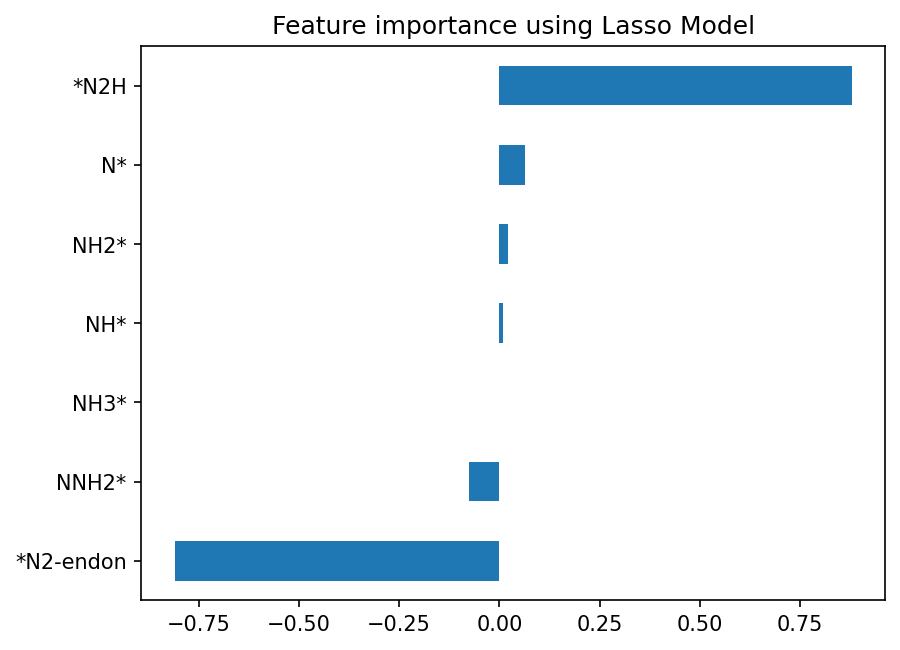 Feature importance using Lasso Model
*N2H
N*
NH2*
NH*
NH3*
NNH2*
*N2-endon
−0.75 −0.50 −0.25 0.00 0.25 0.50 0.75